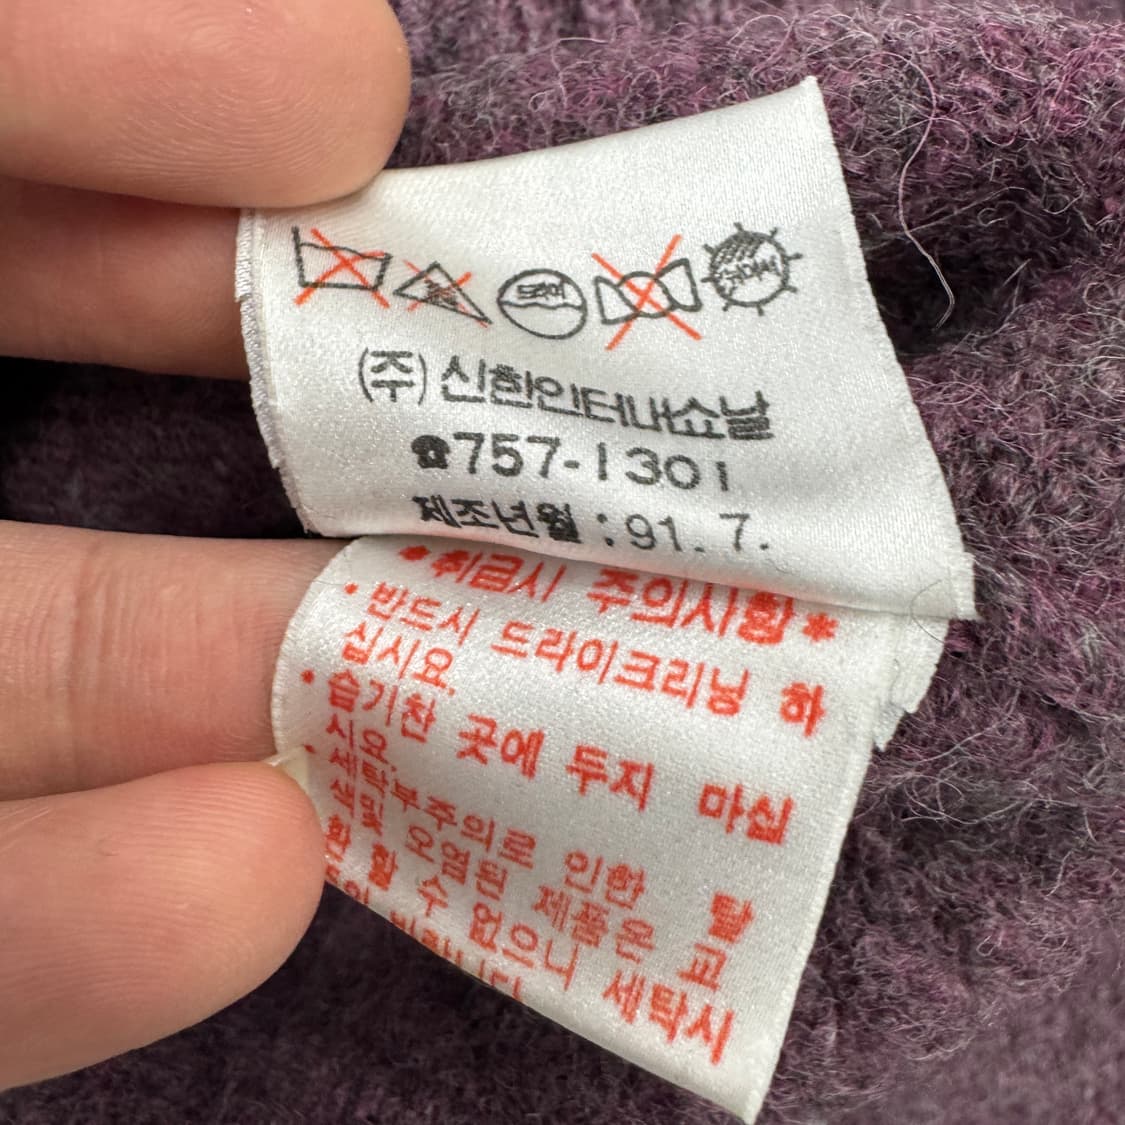 드라이
(주)신한인터내쇼날
☎757-1301
제조년월 : 91. 7.
*취급시 주의사항*
· 반드시 드라이크리닝 하
십시요.
· 습기찬 곳에 두지 마십
시요.
· 세탁부주의로 인한 탈
색및 오염된 제품은 교
환 할 수 없으니 세탁시